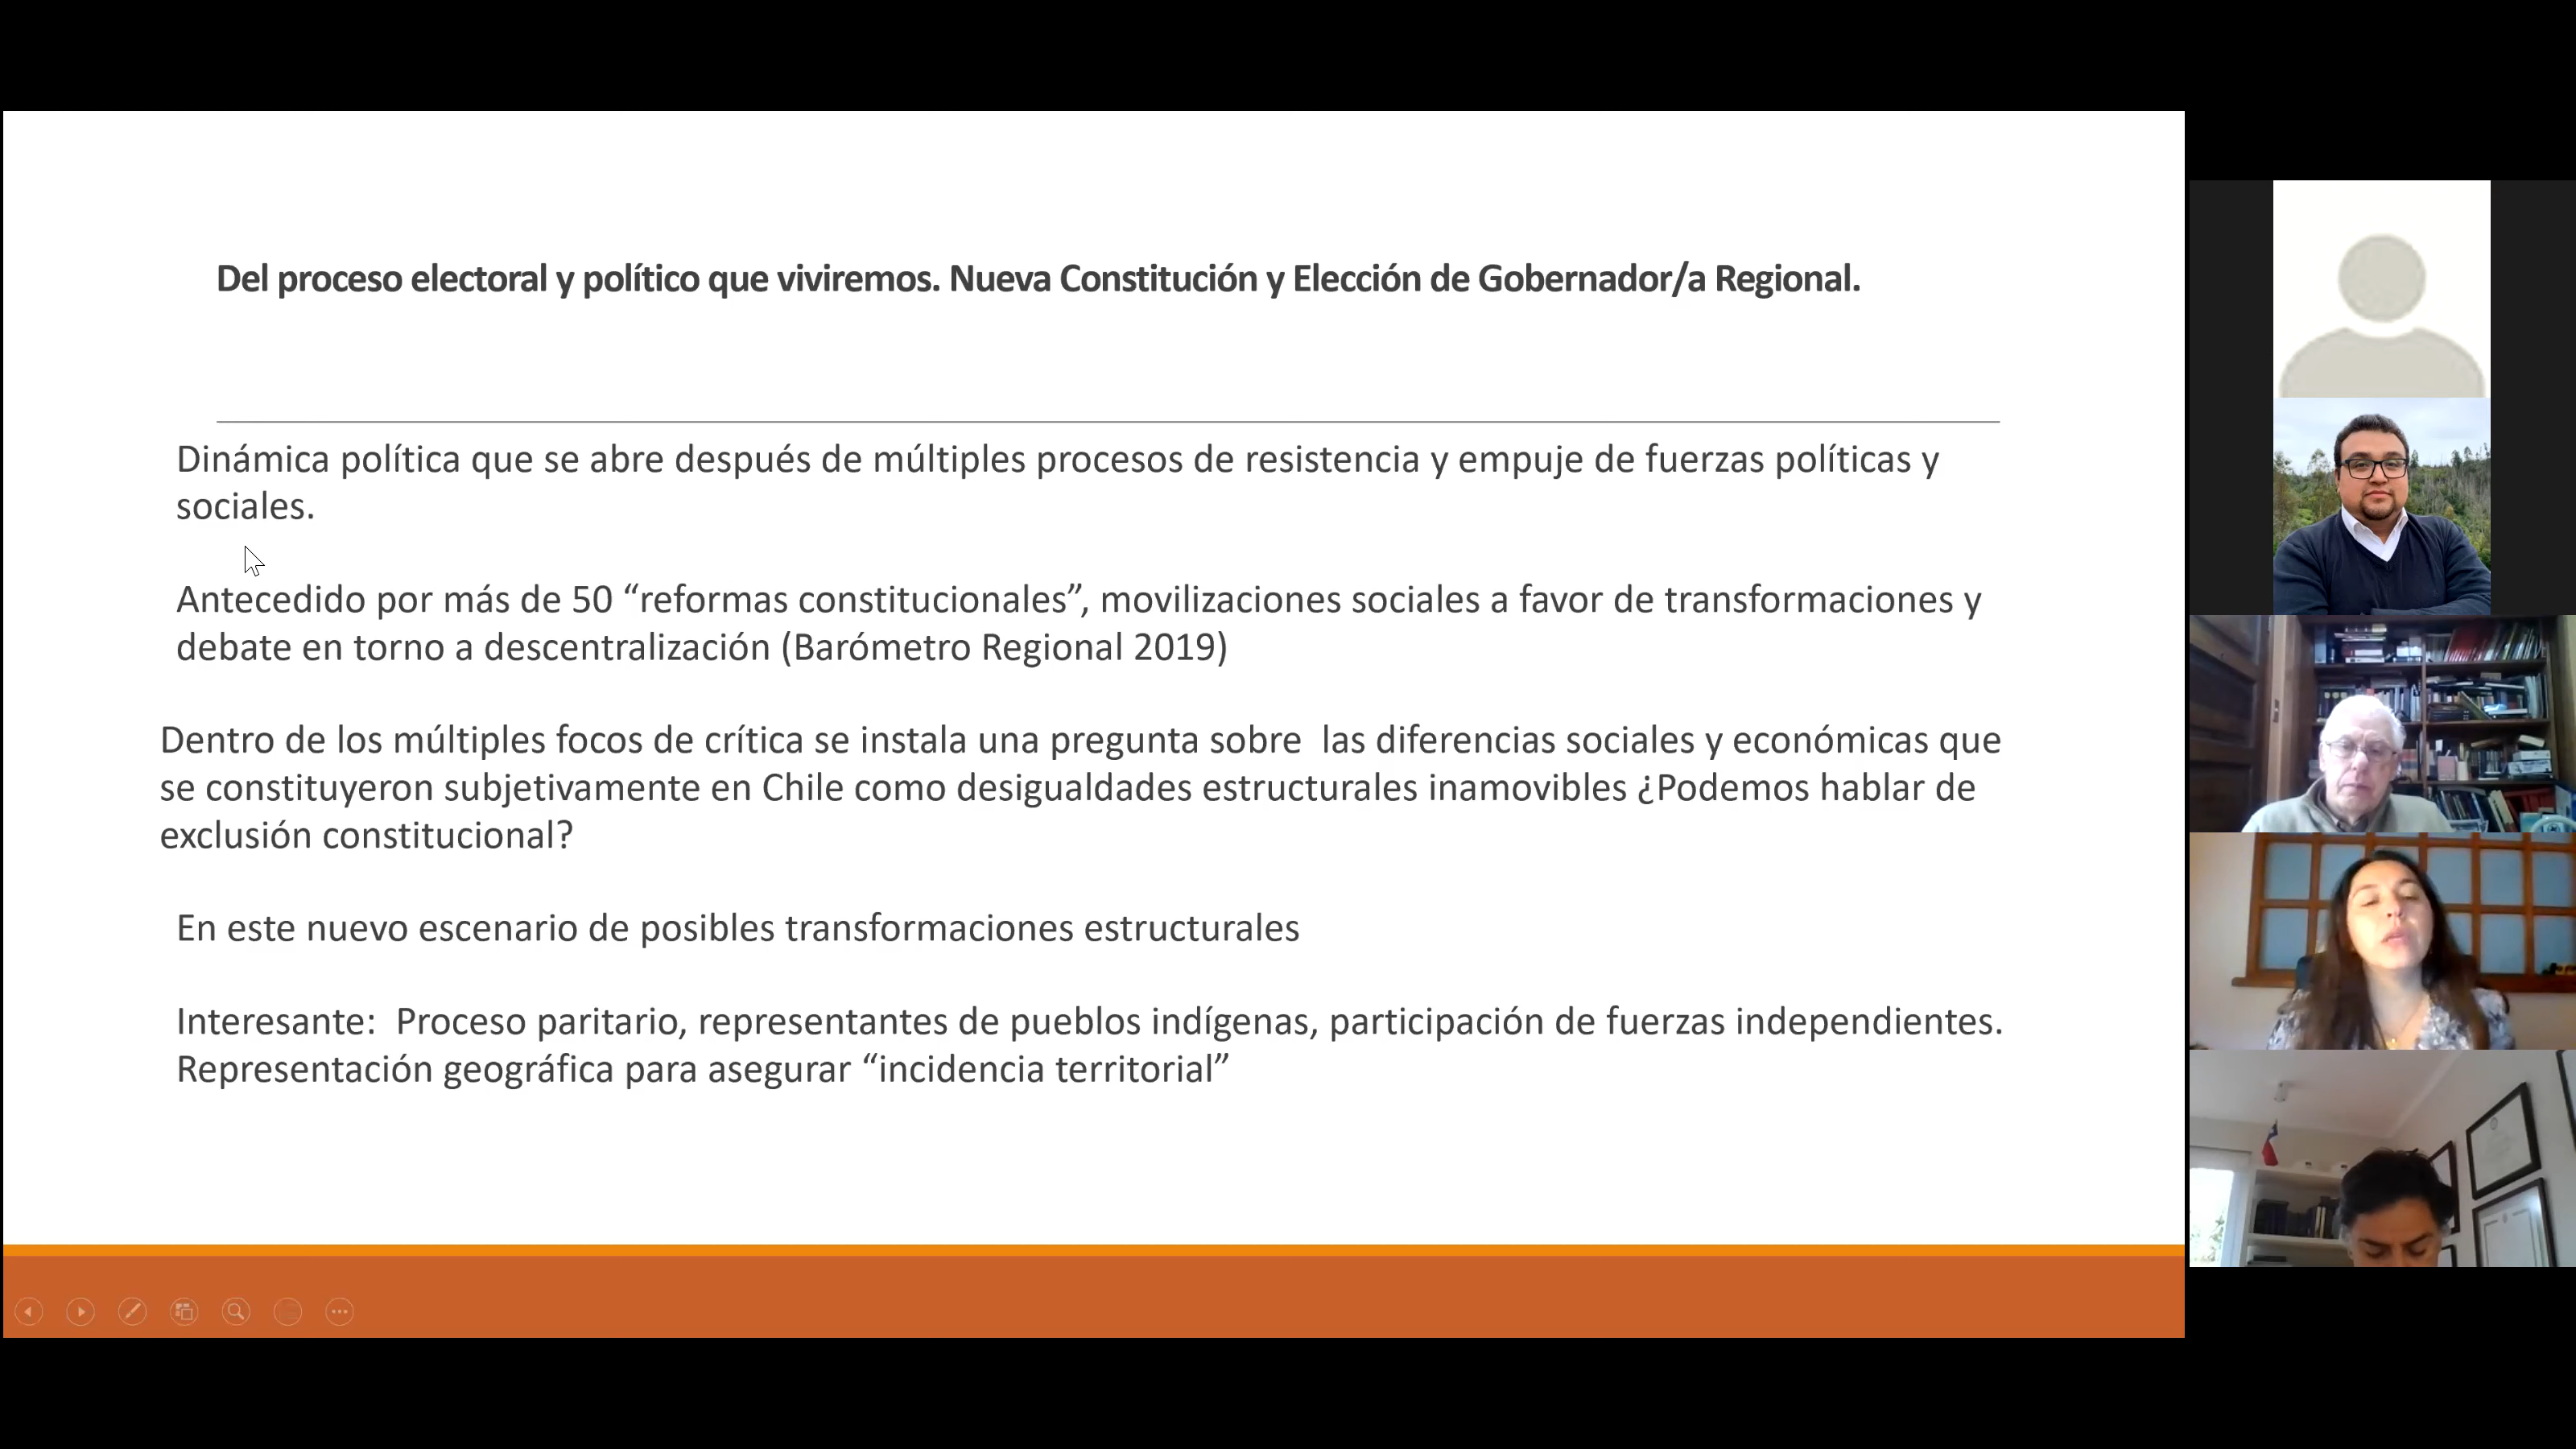 Del proceso electoral y político que viviremos. Nueva Constitución y Elección de Gobernador/a Regional.
Dinámica política que se abre después de múltiples procesos de resistencia y empuje de fuerzas políticas y
sociales.
Antecedido por más de 50 “reformas constitucionales”, movilizaciones sociales a favor de transformaciones y
debate en torno a descentralización (Barómetro Regional 2019)
Dentro de los múltiples focos de crítica se instala una pregunta sobre  las diferencias sociales y económicas que
se constituyeron subjetivamente en Chile como desigualdades estructurales inamovibles ¿Podemos hablar de
exclusión constitucional?
En este nuevo escenario de posibles transformaciones estructurales
Interesante:  Proceso paritario, representantes de pueblos indígenas, participación de fuerzas independientes.
Representación geográfica para asegurar “incidencia territorial”